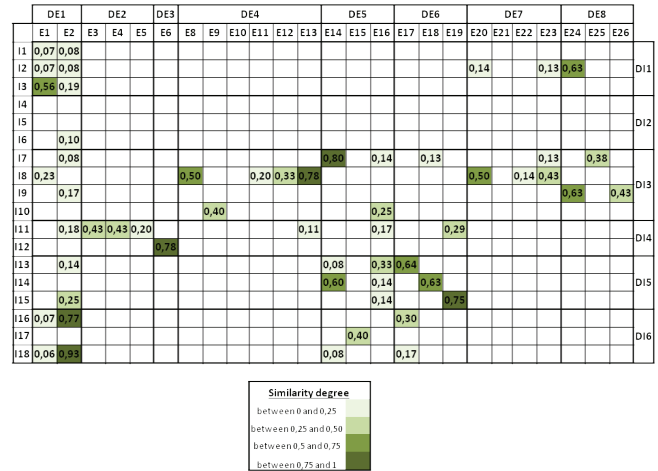 DE1 DE2 DE3 DE4 DE5 DE6 DE7 DE8
E1 E2 E3 E4 E5 E6 E8 E9 E10 E11 E12 E13 E14 E15 E16 E17 E18 E19 E20 E21 E22 E23 E24 E25 E26
I1 0,07 0,08
I2 0,07 0,08 0,14 0,13 0,63 DI1
I3 0,56 0,19
I4
I5 DI2
I6 0,10
I7 0,08 0,80 0,14 0,13 0,13 0,38
I8 0,23 0,50 0,20 0,33 0,78 0,50 0,14 0,43
DI3
I9 0,17 0,63 0,43
I10 0,40 0,25
I11 0,18 0,43 0,43 0,20 0,11 0,17 0,29
DI4
I12 0,78
I13 0,14 0,08 0,33 0,64
I14 0,60 0,14 0,63 DI5
I15 0,25 0,14 0,75
I16 0,07 0,77 0,30
I17 0,40 DI6
I18 0,06 0,93 0,08 0,17
Similarity degree
between 0 and 0,25
between 0,25 and 0,50
between 0,5 and 0,75
between 0,75 and 1